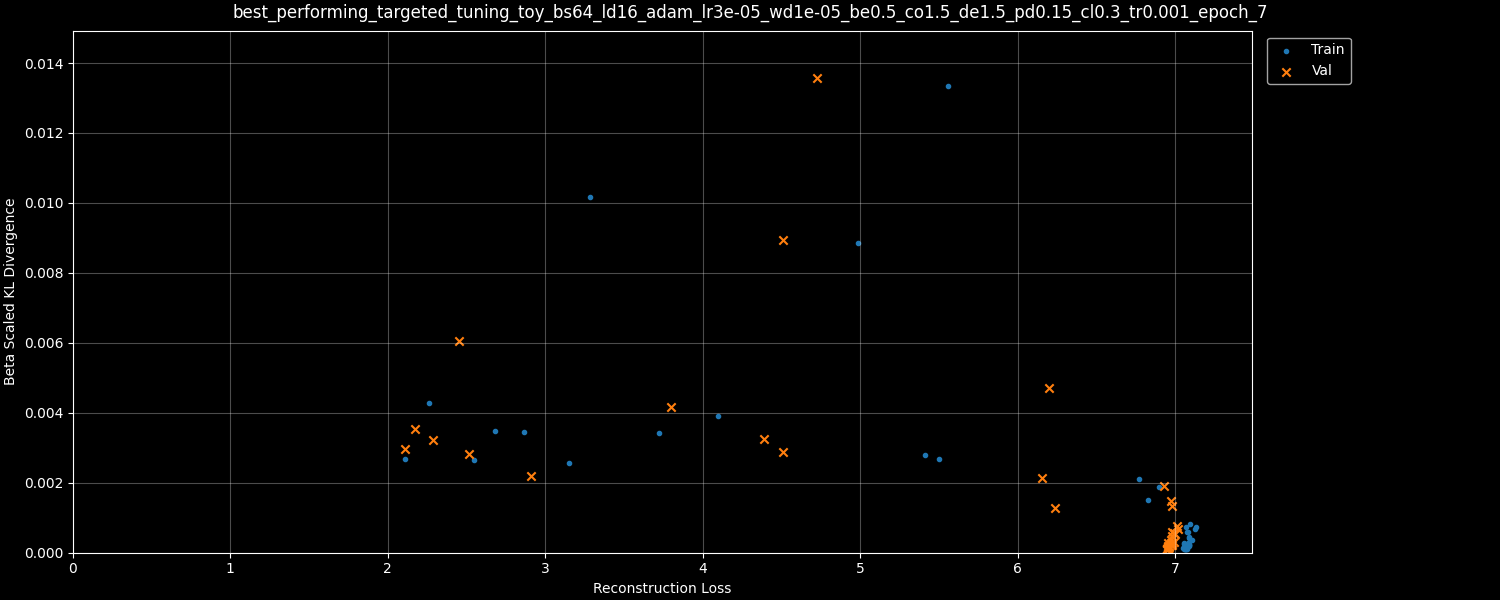 best_performing_targeted_tuning_toy_bs64_ld16_adam_lr3e-05_wd1e-05_be0.5_co1.5_de1.5_pd0.15_cl0.3_tr0.001_epoch_7
Train
Val
Beta Scaled KL Divergence
0.014
0.012
0.010
0.008
0.006
0.004
0.002
0.000
0 1 2 3 4 5 6 7
Reconstruction Loss